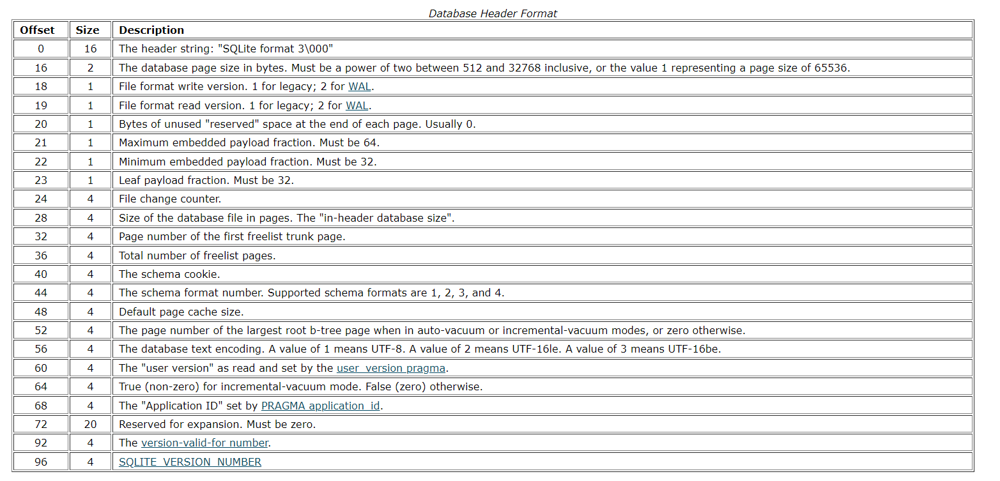 Database Header Format
Offset Size Description
0 16 The header string: "SQLite format 3\000"
16 2 The database page size in bytes. Must be a power of two between 512 and 32768 inclusive, or the value 1 representing a page size of 65536.
18 1 File format write version. 1 for legacy; 2 for WAL.
19 1 File format read version. 1 for legacy; 2 for WAL.
20 1 Bytes of unused "reserved" space at the end of each page. Usually 0.
21 1 Maximum embedded payload fraction. Must be 64.
22 1 Minimum embedded payload fraction. Must be 32.
23 1 Leaf payload fraction. Must be 32.
24 4 File change counter.
28 4 Size of the database file in pages. The "in-header database size".
32 4 Page number of the first freelist trunk page.
36 4 Total number of freelist pages.
40 4 The schema cookie.
44 4 The schema format number. Supported schema formats are 1, 2, 3, and 4.
48 4 Default page cache size.
52 4 The page number of the largest root b-tree page when in auto-vacuum or incremental-vacuum modes, or zero otherwise.
56 4 The database text encoding. A value of 1 means UTF-8. A value of 2 means UTF-16le. A value of 3 means UTF-16be.
60 4 The "user version" as read and set by the user_version pragma.
64 4 True (non-zero) for incremental-vacuum mode. False (zero) otherwise.
68 4 The "Application ID" set by PRAGMA application_id.
72 20 Reserved for expansion. Must be zero.
92 4 The version-valid-for number.
96 4 SQLITE_VERSION_NUMBER